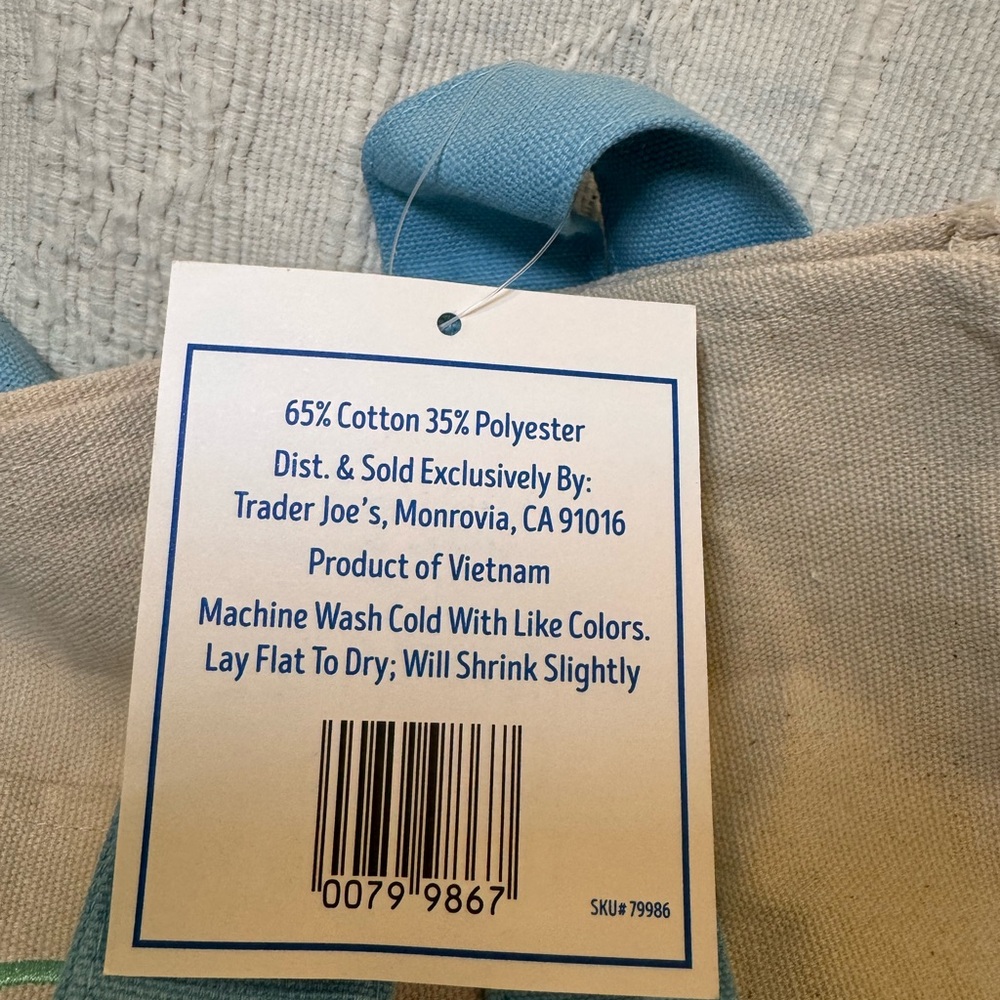 65% Cotton 35% Polyester
Dist. & Sold Exclusively By:
Trader Joe's, Monrovia, CA 91016
Product of Vietnam
Machine Wash Cold With Like Colors.
Lay Flat To Dry; Will Shrink Slightly
0079 9867
SKU# 79986